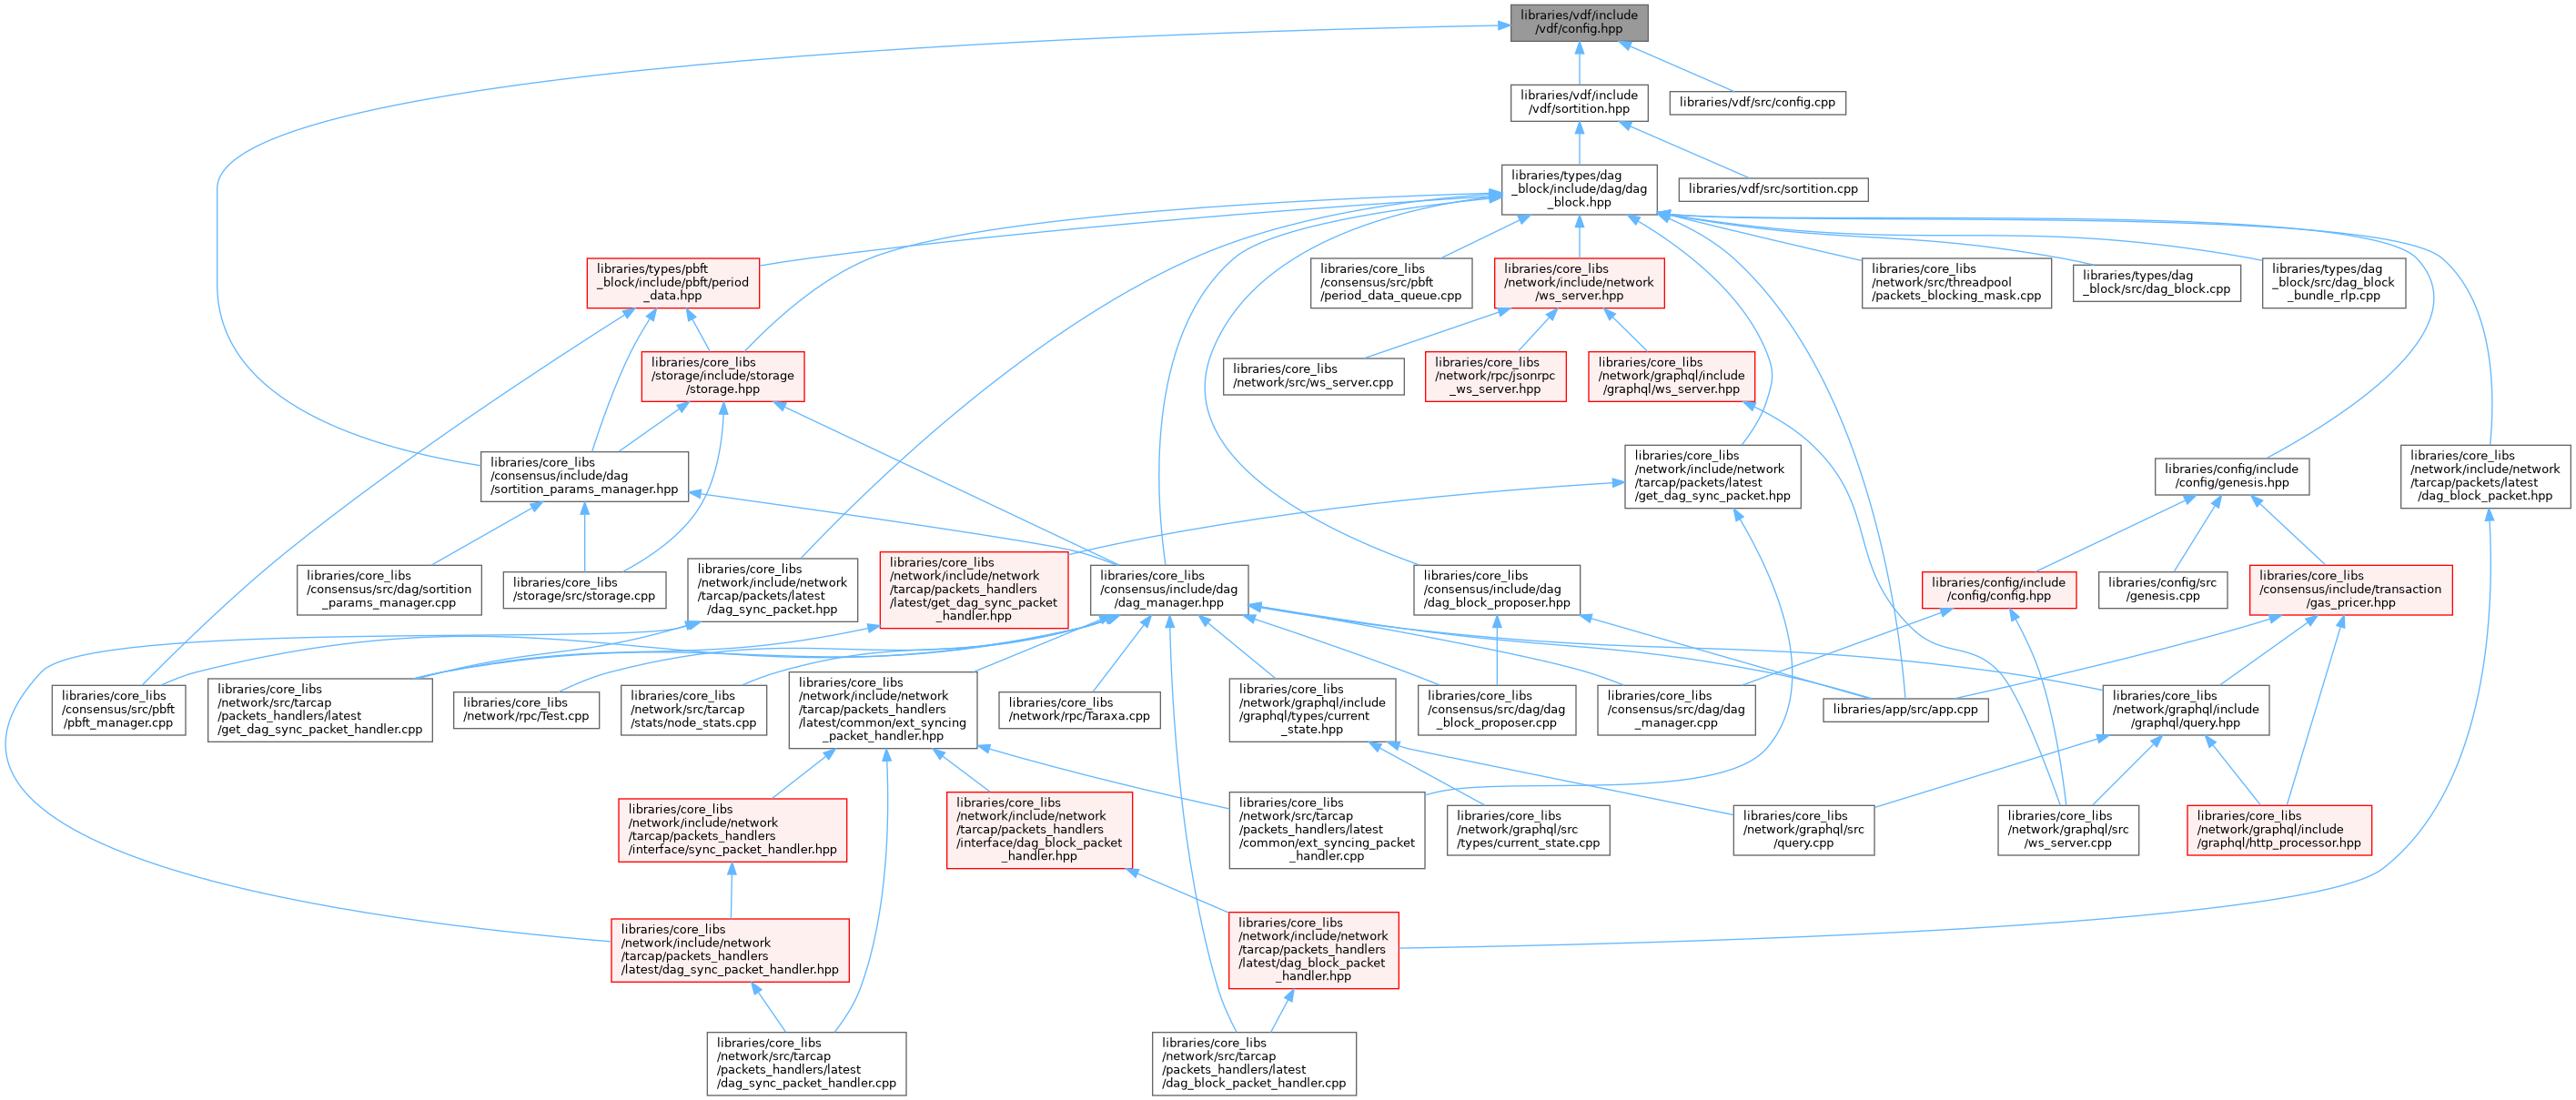 libraries/vdf/include
/vdf/config.hpp
libraries/vdf/include
/vdf/sortition.hpp
libraries/vdf/src/config.cpp
libraries/types/dag
_block/include/dag/dag
_block.hpp
libraries/vdf/src/sortition.cpp
libraries/types/pbft
_block/include/pbft/period
_data.hpp
libraries/core_libs
/consensus/src/pbft
/period_data_queue.cpp
libraries/core_libs
/network/include/network
/ws_server.hpp
libraries/core_libs
/network/src/threadpool
/packets_blocking_mask.cpp
libraries/types/dag
_block/src/dag_block.cpp
libraries/types/dag
_block/src/dag_block
_bundle_rlp.cpp
libraries/core_libs
/storage/include/storage
/storage.hpp
libraries/core_libs
/network/src/ws_server.cpp
libraries/core_libs
/network/rpc/jsonrpc
_ws_server.hpp
libraries/core_libs
/network/graphql/include
/graphql/ws_server.hpp
libraries/core_libs
/consensus/include/dag
/sortition_params_manager.hpp
libraries/core_libs
/network/include/network
/tarcap/packets/latest
/get_dag_sync_packet.hpp
libraries/config/include
/config/genesis.hpp
libraries/core_libs
/network/include/network
/tarcap/packets/latest
/dag_block_packet.hpp
libraries/core_libs
/consensus/src/dag/sortition
_params_manager.cpp
libraries/core_libs
/storage/src/storage.cpp
libraries/core_libs
/network/include/network
/tarcap/packets/latest
/dag_sync_packet.hpp
libraries/core_libs
/network/include/network
/tarcap/packets_handlers
/latest/get_dag_sync_packet
_handler.hpp
libraries/core_libs
/consensus/include/dag
/dag_manager.hpp
libraries/core_libs
/consensus/include/dag
/dag_block_proposer.hpp
libraries/config/include
/config/config.hpp
libraries/config/src
/genesis.cpp
libraries/core_libs
/consensus/include/transaction
/gas_pricer.hpp
libraries/core_libs
/consensus/src/pbft
/pbft_manager.cpp
libraries/core_libs
/network/src/tarcap
/packets_handlers/latest
/get_dag_sync_packet_handler.cpp
libraries/core_libs
/network/rpc/Test.cpp
libraries/core_libs
/network/src/tarcap
/stats/node_stats.cpp
libraries/core_libs
/network/include/network
/tarcap/packets_handlers
/latest/common/ext_syncing
_packet_handler.hpp
libraries/core_libs
/network/rpc/Taraxa.cpp
libraries/core_libs
/network/graphql/include
/graphql/types/current
_state.hpp
libraries/core_libs
/consensus/src/dag/dag
_block_proposer.cpp
libraries/core_libs
/consensus/src/dag/dag
_manager.cpp
libraries/app/src/app.cpp
libraries/core_libs
/network/graphql/include
/graphql/query.hpp
libraries/core_libs
/network/include/network
/tarcap/packets_handlers
/interface/sync_packet_handler.hpp
libraries/core_libs
/network/include/network
/tarcap/packets_handlers
/interface/dag_block_packet
_handler.hpp
libraries/core_libs
/network/src/tarcap
/packets_handlers/latest
/common/ext_syncing_packet
_handler.cpp
libraries/core_libs
/network/graphql/src
/types/current_state.cpp
libraries/core_libs
/network/graphql/src
/query.cpp
libraries/core_libs
/network/graphql/src
/ws_server.cpp
libraries/core_libs
/network/graphql/include
/graphql/http_processor.hpp
libraries/core_libs
/network/include/network
/tarcap/packets_handlers
/latest/dag_sync_packet_handler.hpp
libraries/core_libs
/network/include/network
/tarcap/packets_handlers
/latest/dag_block_packet
_handler.hpp
libraries/core_libs
/network/src/tarcap
/packets_handlers/latest
/dag_sync_packet_handler.cpp
libraries/core_libs
/network/src/tarcap
/packets_handlers/latest
/dag_block_packet_handler.cpp